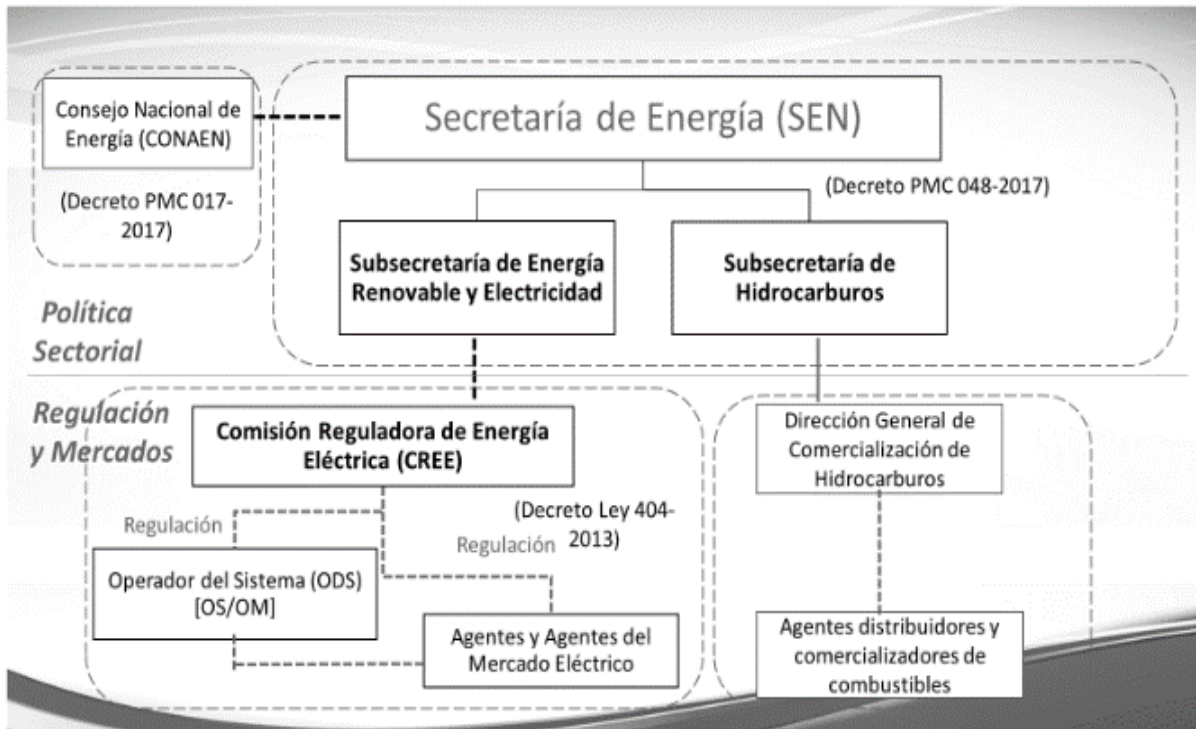 Consejo Nacional de
Energía (CONAEN)
(Decreto PMC 017-
2017)
Secretaría de Energía (SEN)
(Decreto PMC 048-2017)
Subsecretaría de Energía
Renovable y Electricidad
Subsecretaría de
Hidrocarburos
Política
Sectorial
Regulación
y Mercados
Comisión Reguladora de Energía
Eléctrica (CREE)
(Decreto Ley 404-
2013)
Regulación
Regulación
Operador del Sistema (ODS)
[OS/OM]
Agentes y Agentes del
Mercado Eléctrico
Dirección General de
Comercialización de
Hidrocarburos
Agentes distribuidores y
comercializadores de
combustibles